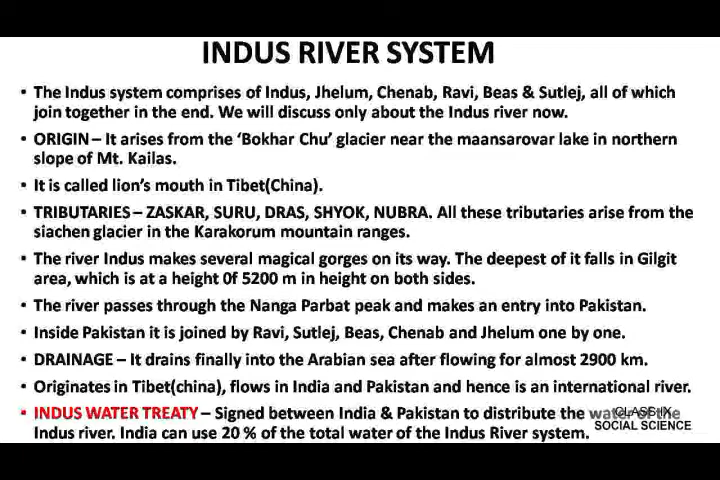 INDUS RIVER SYSTEM
• The Indus system comprises of Indus, Jhelum, Chenab, Ravi, Beas & Sutlej, all of which
join together in the end. We will discuss only about the Indus river now.
• ORIGIN – It arises from the ‘Bokhar Chu’ glacier near the maansarovar lake in northern
slope of Mt. Kailas.
• It is called lion’s mouth in Tibet(China).
• TRIBUTARIES – ZASKAR, SURU, DRAS, SHYOK, NUBRA. All these tributaries arise from the
siachen glacier in the Karakorum mountain ranges.
• The river Indus makes several magical gorges on its way. The deepest of it falls in Gilgit
area, which is at a height 0f 5200 m in height on both sides.
• The river passes through the Nanga Parbat peak and makes an entry into Pakistan.
• Inside Pakistan it is joined by Ravi, Sutlej, Beas, Chenab and Jhelum one by one.
• DRAINAGE – It drains finally into the Arabian sea after flowing for almost 2900 km.
• Originates in Tibet(china), flows in India and Pakistan and hence is an international river.
• INDUS WATER TREATY – Signed between India & Pakistan to distribute the water of the
Indus river. India can use 20 % of the total water of the Indus River system.
CLASS IX
SOCIAL SCIENCE